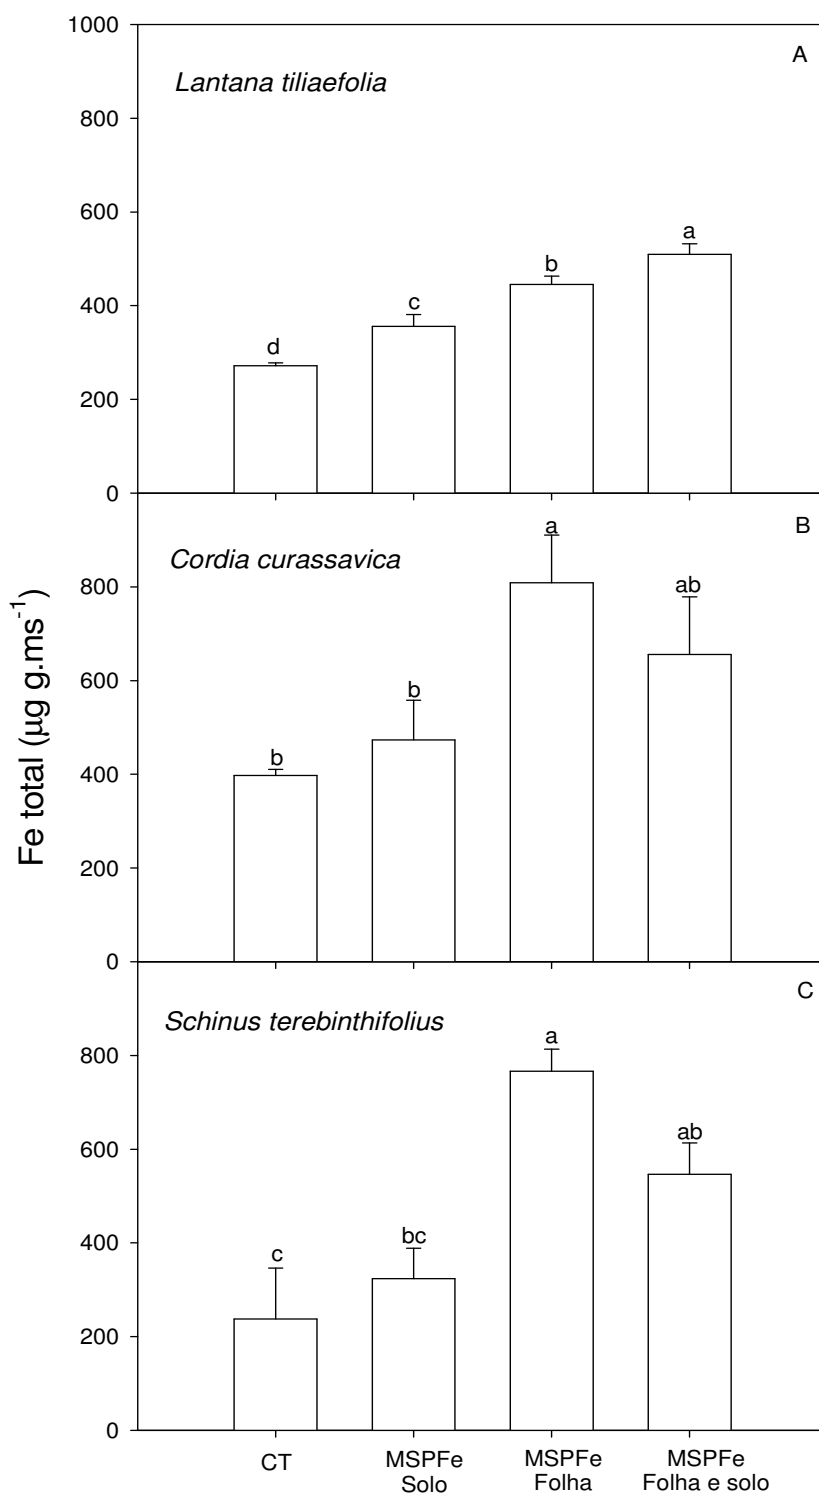 1000
A
Lantana tiliaefolia
800
600
a
b
400
c
d
200
0
a
B
Cordia curassavica
800
ab
600
b
b
400
200
0
Fe total (µg g.ms-1)
C
Schinus terebinthifolius
a
800
ab
600
400
bc
c
200
0
CT
MSPFe
Solo
MSPFe
Folha
MSPFe
Folha e solo